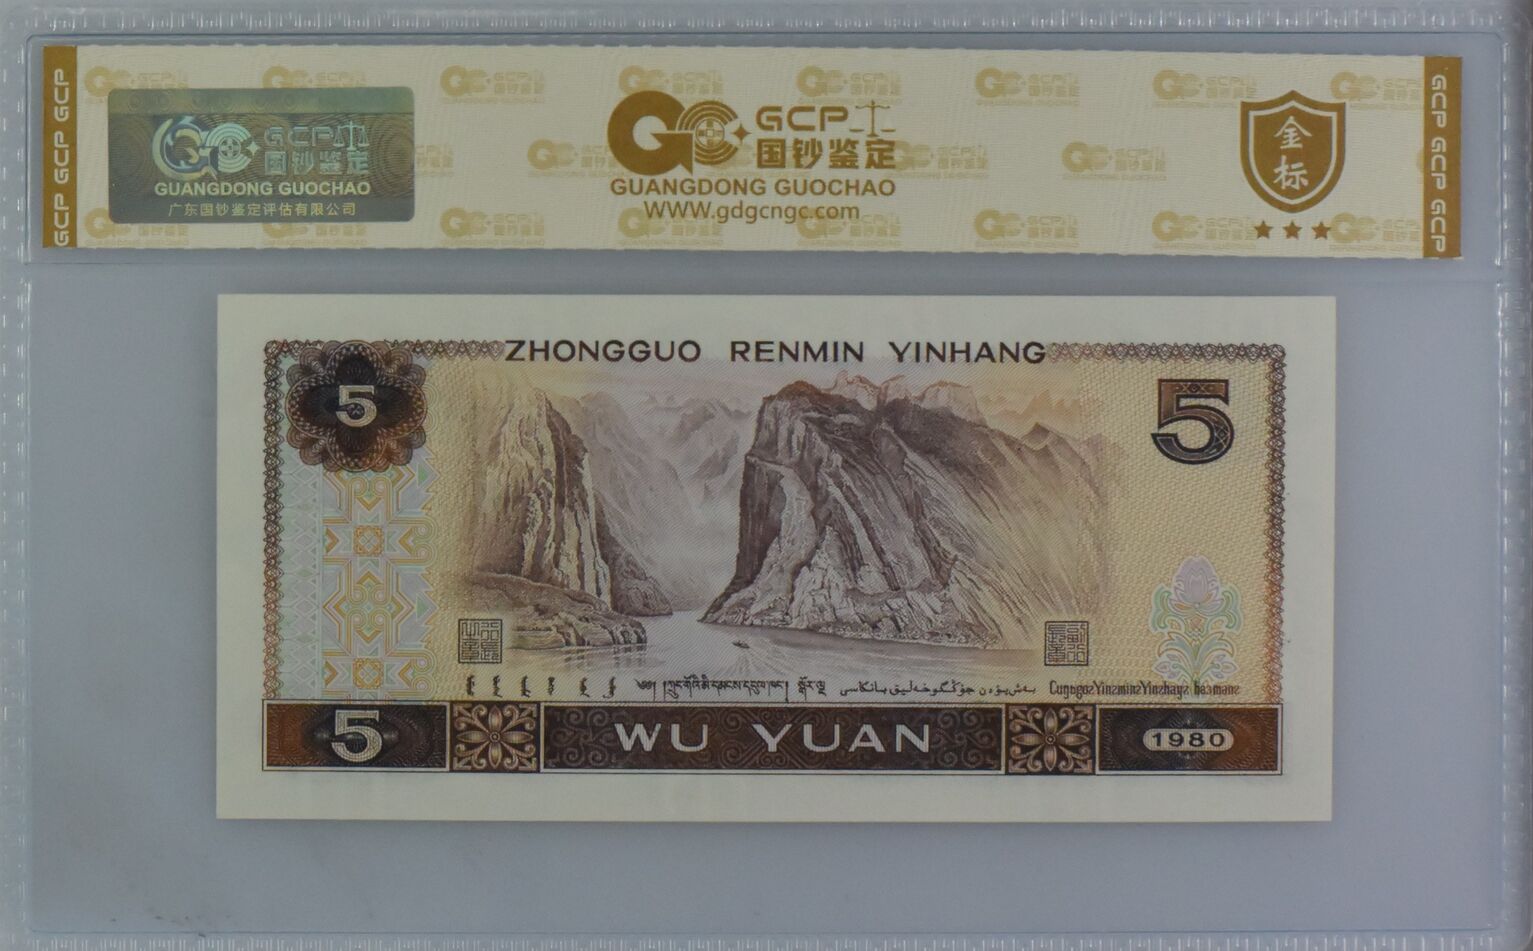 GCP GCP GCP
GCP
国钞鉴定
GUANGDONG GUOCHAO
广东国钞鉴定评估有限公司
GCP
国钞鉴定
GUANGDONG GUOCHAO
WWW.gdgcngc.com
金标
GCP GCP GCP
ZHONGGUO RENMIN YINHANG
5
5
5
WU YUAN
1980